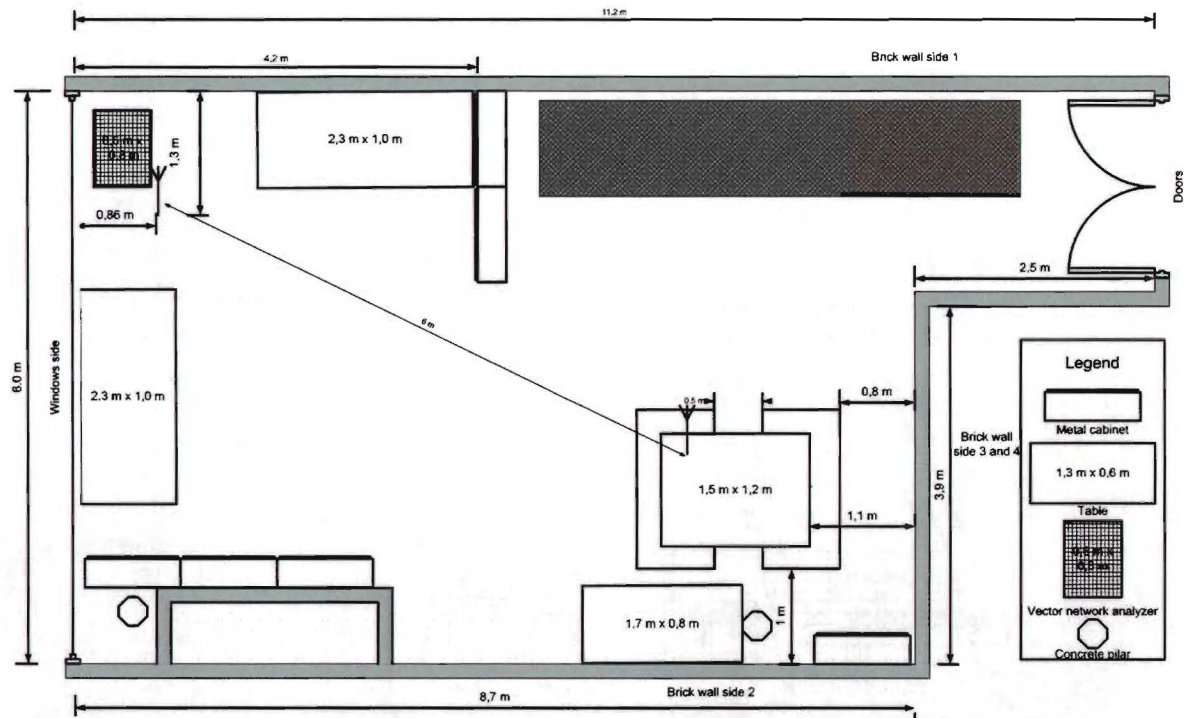 11,2 m
4,2 m
Brick wall side 1
2,3 m x 1,0 m
1,3 m
0,86 m
Doors
2,5 m
6 m
6,0 m
Windows side
2,3 m x 1,0 m
0,5 m
0,8 m
1,5 m x 1,2 m
1,1 m
3,9 m
Brick wall
side 3 and 4
1,7 m x 0,8 m
1 m
Legend
Metal cabinet
1,3 m x 0,6 m
Table
Vector network analyzer
Concrete pilar
Brick wall side 2
8,7 m